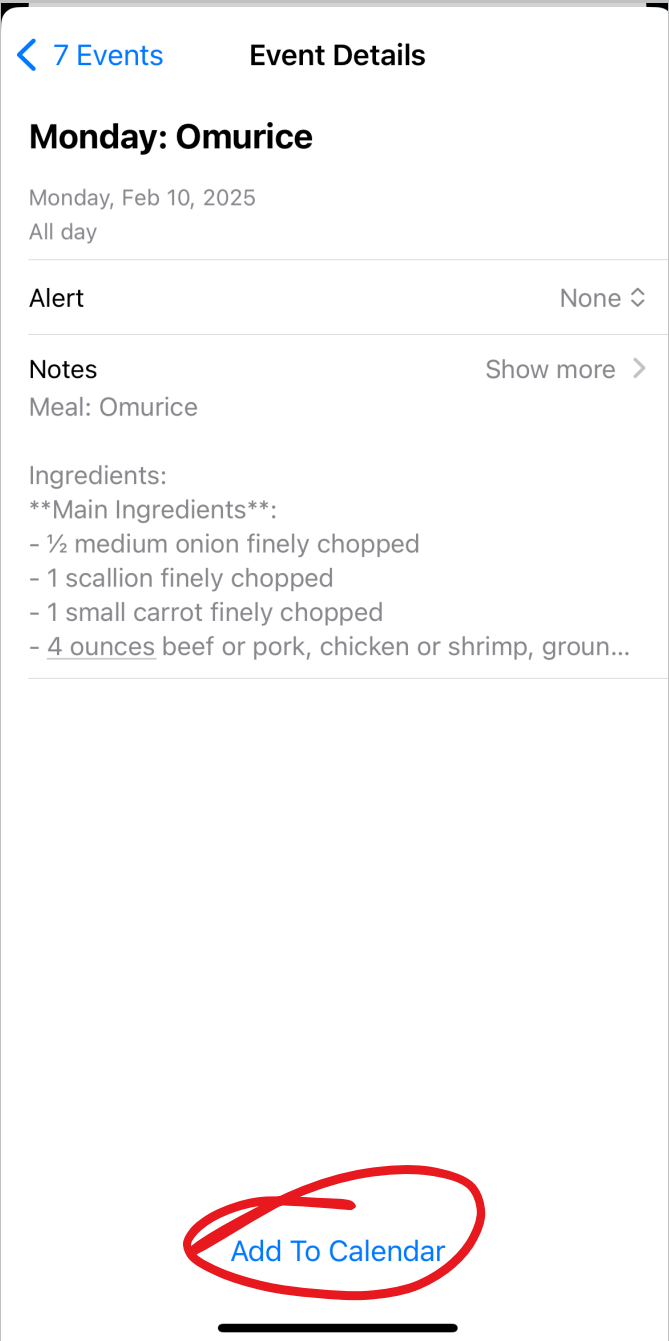 7 Events
Event Details
Monday: Omurice
Monday, Feb 10, 2025
All day
Alert
None
Notes
Show more
Meal: Omurice
Ingredients:
**Main Ingredients**:
- ½ medium onion finely chopped
- 1 scallion finely chopped
- 1 small carrot finely chopped
- 4 ounces beef or pork, chicken or shrimp, groun...
Add To Calendar